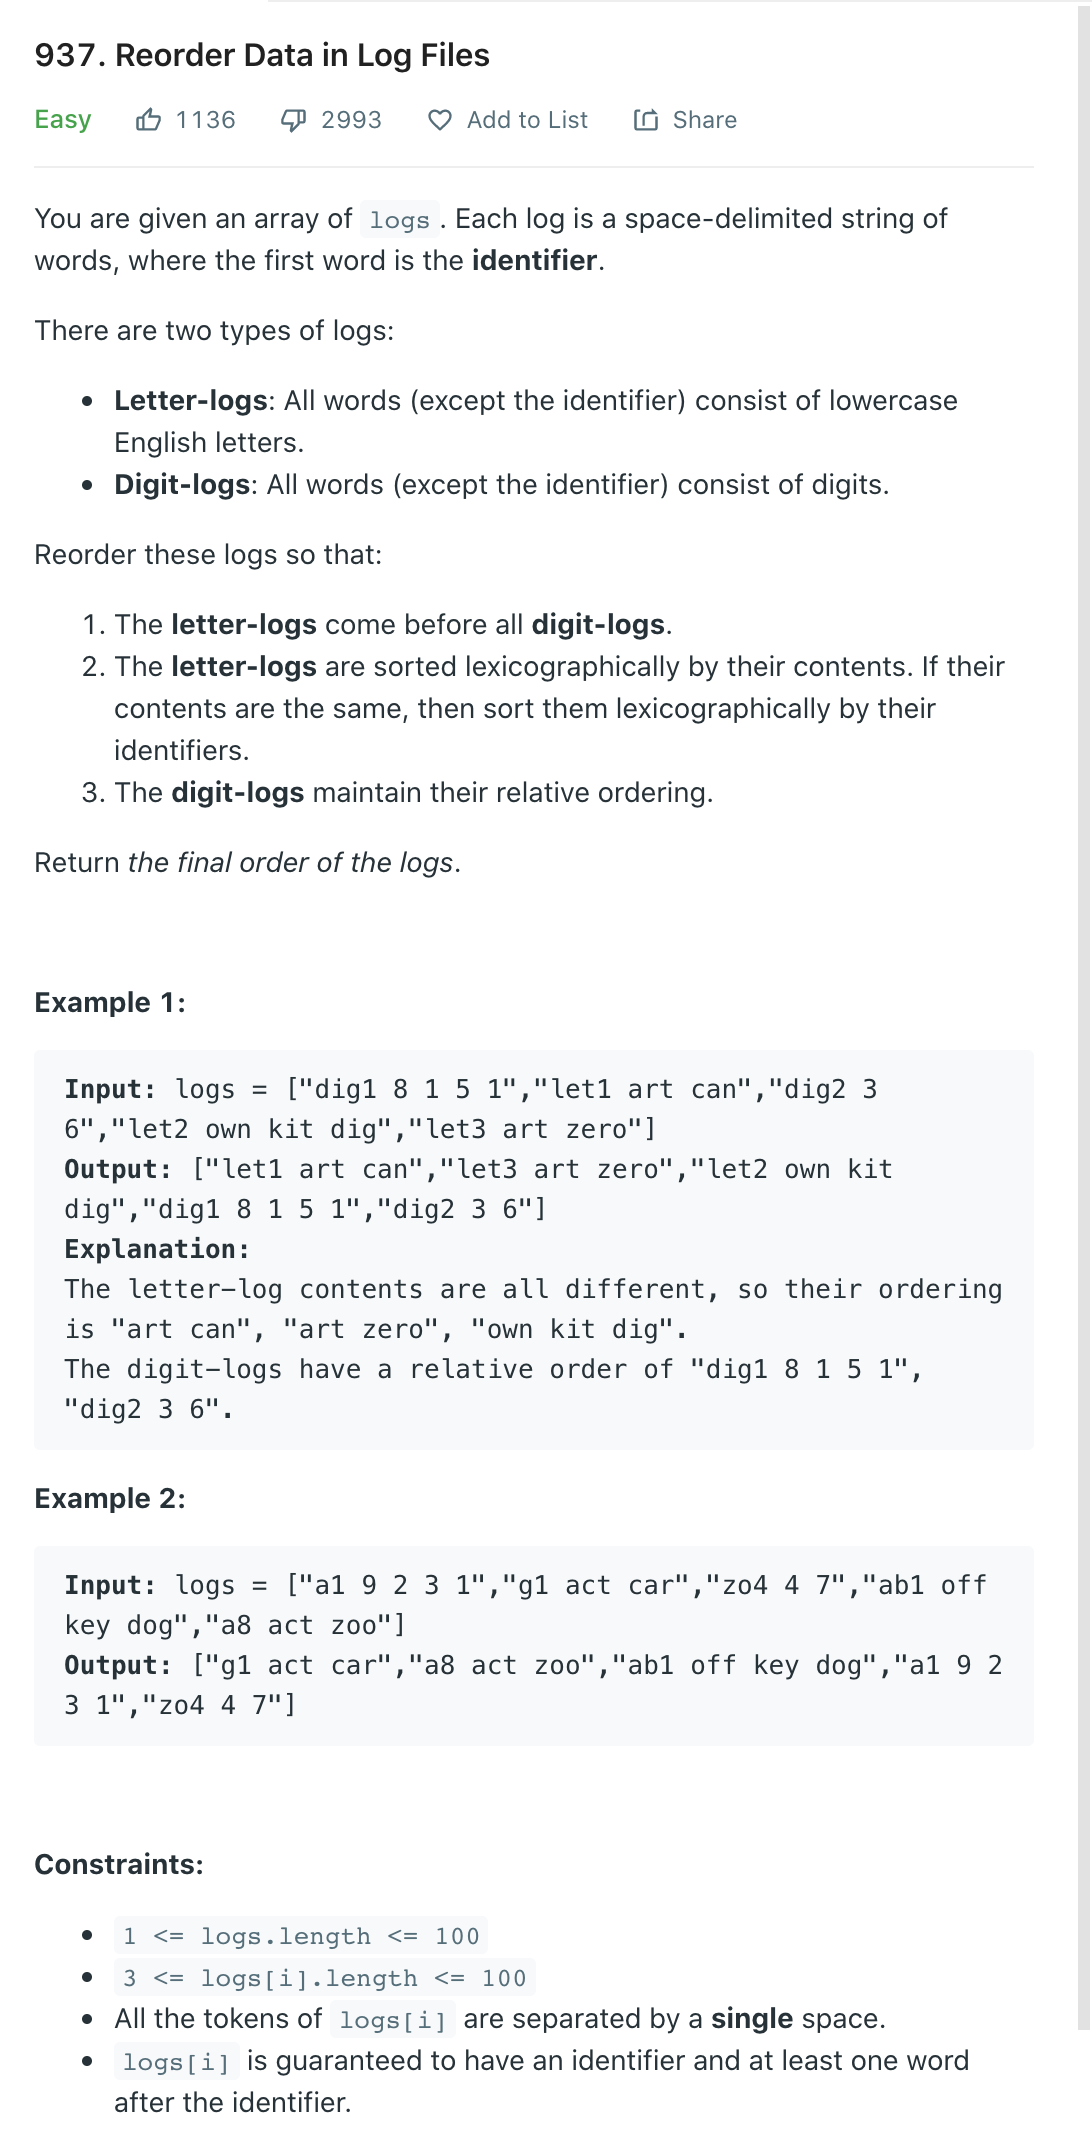 937. Reorder Data in Log Files
Easy 1136 2993 Add to List Share
You are given an array of logs . Each log is a space-delimited string of
words, where the first word is the identifier.
There are two types of logs:
• Letter-logs: All words (except the identifier) consist of lowercase
English letters.
• Digit-logs: All words (except the identifier) consist of digits.
Reorder these logs so that:
1. The letter-logs come before all digit-logs.
2. The letter-logs are sorted lexicographically by their contents. If their
contents are the same, then sort them lexicographically by their
identifiers.
3. The digit-logs maintain their relative ordering.
Return the final order of the logs.
Example 1:
Input: logs = ["dig1 8 1 5 1","let1 art can","dig2 3
6","let2 own kit dig","let3 art zero"]
Output: ["let1 art can","let3 art zero","let2 own kit
dig","dig1 8 1 5 1","dig2 3 6"]
Explanation:
The letter-log contents are all different, so their ordering
is "art can", "art zero", "own kit dig".
The digit-logs have a relative order of "dig1 8 1 5 1",
"dig2 3 6".
Example 2:
Input: logs = ["a1 9 2 3 1","g1 act car","zo4 4 7","ab1 off
key dog","a8 act zoo"]
Output: ["g1 act car","a8 act zoo","ab1 off key dog","a1 9 2
3 1","zo4 4 7"]
Constraints:
• 1 <= logs.length <= 100
• 3 <= logs[i].length <= 100
• All the tokens of logs[i] are separated by a single space.
• logs[i] is guaranteed to have an identifier and at least one word
after the identifier.